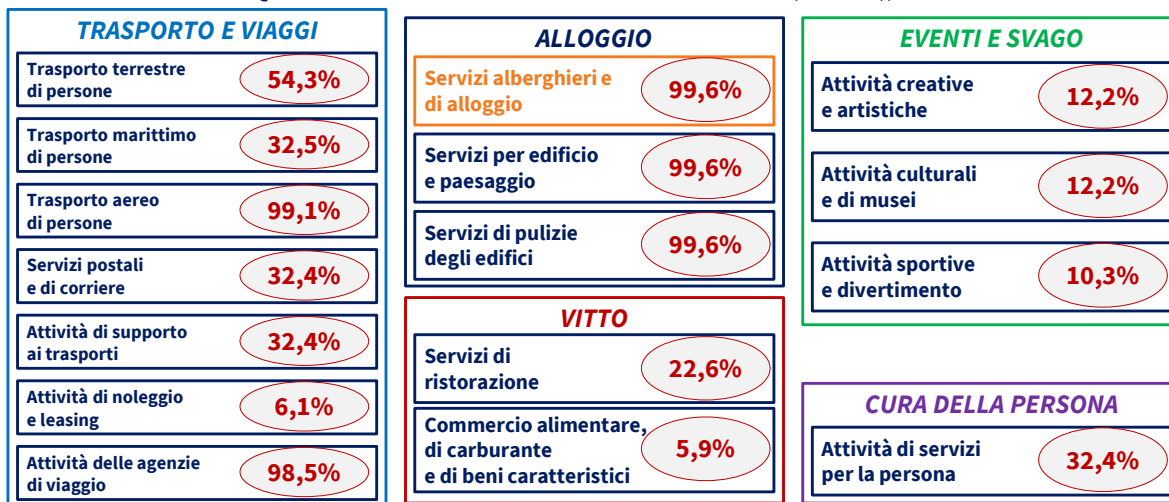 TRASPORTO E VIAGGI
Trasporto terrestre
di persone
54,3%
Trasporto marittimo
di persone
32,5%
Trasporto aereo
di persone
99,1%
Servizi postali
e di corriere
32,4%
Attività di supporto
ai trasporti
32,4%
Attività di noleggio
e leasing
6,1%
Attività delle agenzie
di viaggio
98,5%
ALLOGGIO
Servizi alberghieri e
di alloggio
99,6%
Servizi per edificio
e paesaggio
99,6%
Servizi di pulizie
degli edifici
99,6%
VITTO
Servizi di
ristorazione
22,6%
Commercio alimentare,
di carburante
e di beni caratteristici
5,9%
EVENTI E SVAGO
Attività creative
e artistiche
12,2%
Attività culturali
e di musei
12,2%
Attività sportive
e divertimento
10,3%
CURA DELLA PERSONA
Attività di servizi
per la persona
32,4%